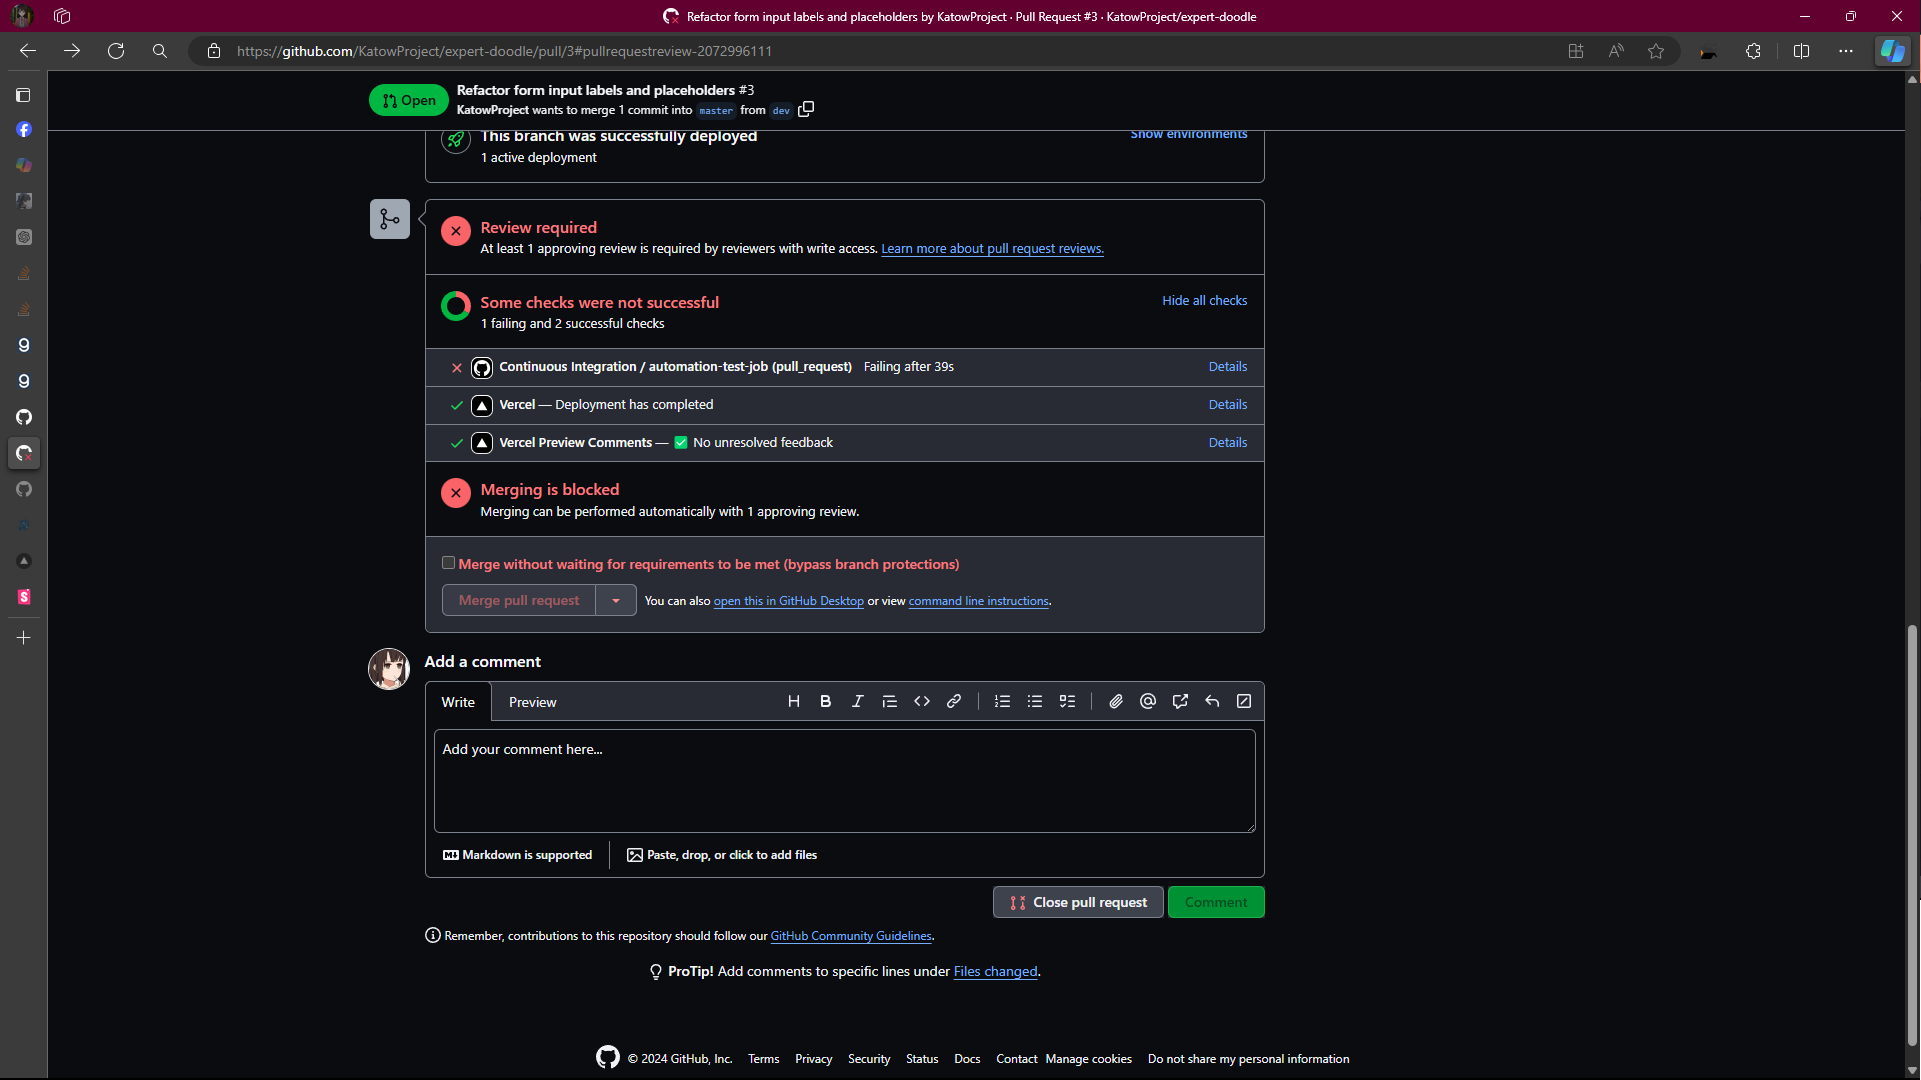 Refactor form input labels and placeholders by KatowProject · Pull Request #3 · KatowProject/expert-doodle
https://github.com/KatowProject/expert-doodle/pull/3#pullrequestreview-2072996111
Open
Refactor form input labels and placeholders #3
KatowProject wants to merge 1 commit into master from dev
This branch was successfully deployed
Show environments
1 active deployment
Review required
At least 1 approving review is required by reviewers with write access. Learn more about pull request reviews.
Some checks were not successful
Hide all checks
1 failing and 2 successful checks
Continuous Integration / automation-test-job (pull_request) Failing after 39s
Details
Vercel — Deployment has completed
Details
Vercel Preview Comments — ✅ No unresolved feedback
Details
Merging is blocked
Merging can be performed automatically with 1 approving review.
Merge without waiting for requirements to be met (bypass branch protections)
Merge pull request
You can also open this in GitHub Desktop or view command line instructions.
Add a comment
Write
Preview
Add your comment here...
Markdown is supported
Paste, drop, or click to add files
Close pull request
Comment
Remember, contributions to this repository should follow our GitHub Community Guidelines.
ProTip! Add comments to specific lines under Files changed.
© 2024 GitHub, Inc. Terms Privacy Security Status Docs Contact Manage cookies Do not share my personal information